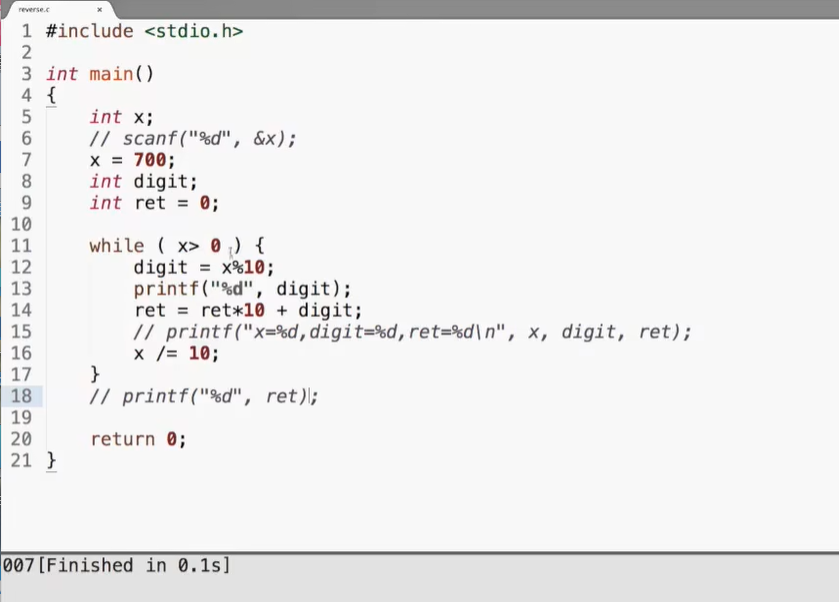 reverse.c ×
1 #include <stdio.h>
2
3 int main()
4 {
5 int x;
6 // scanf("%d", &x);
7 x = 700;
8 int digit;
9 int ret = 0;
10
11 while ( x> 0 ) {
12 digit = x%10;
13 printf("%d", digit);
14 ret = ret*10 + digit;
15 // printf("x=%d,digit=%d,ret=%d\n", x, digit, ret);
16 x /= 10;
17 }
18 // printf("%d", ret);
19
20 return 0;
21 }
007[Finished in 0.1s]